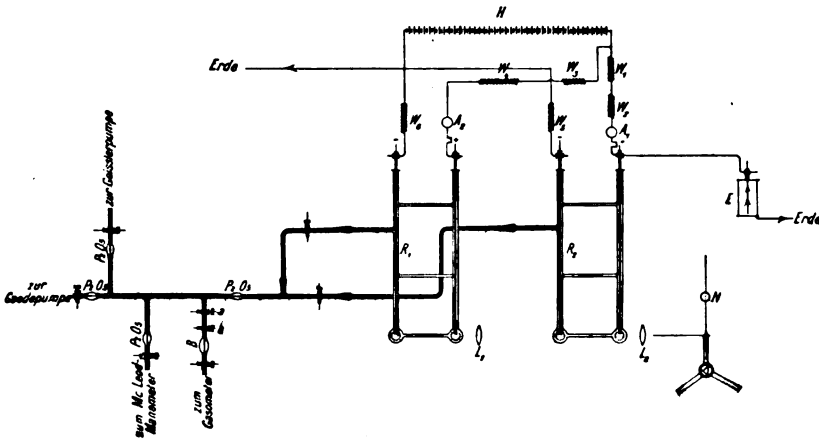 H
Erde
W
W₃
W₁
W₂
W₆
A₂
W₅
A₁
-
+
-
-
E
Erde
zur Geisslerpumpe
P₂O₅
R₁
R₂
zur
Gaedepumpe
P₂O₅
P₂O₅
N
P₂O₅
B
L₁
L₂
zum Mc Leod-
Manometer
zum
Gasometer